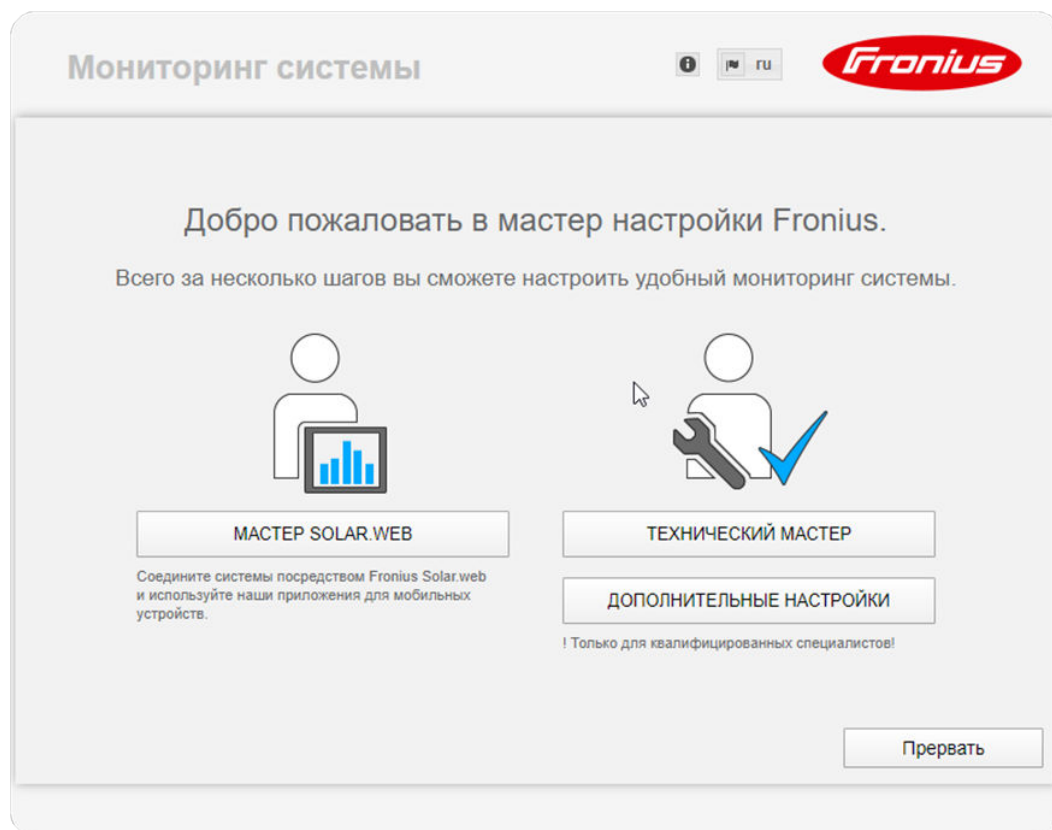 Мониторинг системы
ru
Fronius
Добро пожаловать в мастер настройки Fronius.
Всего за несколько шагов вы сможете настроить удобный мониторинг системы.
МАСТЕР SOLAR.WEB
Соедините системы посредством Fronius Solar.web
и используйте наши приложения для мобильных
устройств.
ТЕХНИЧЕСКИЙ МАСТЕР
ДОПОЛНИТЕЛЬНЫЕ НАСТРОЙКИ
! Только для квалифицированных специалистов!
Прервать